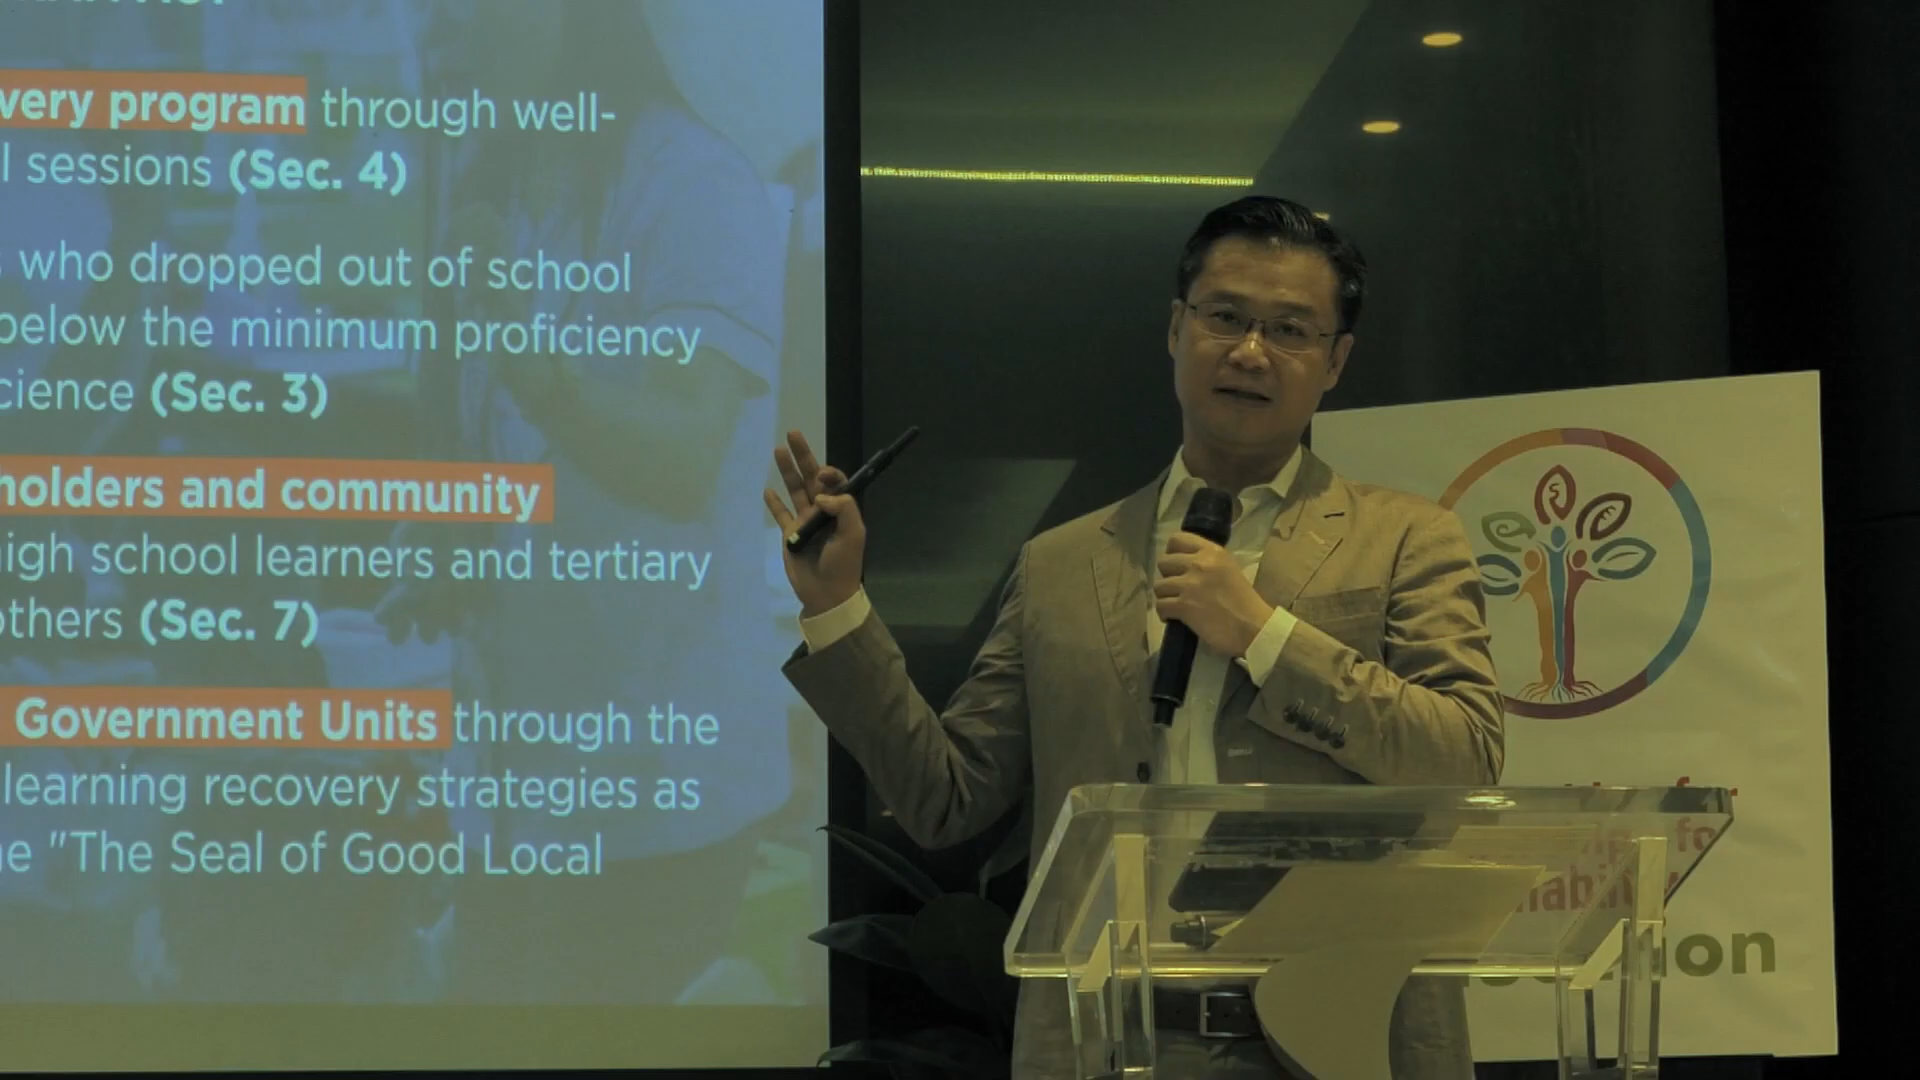 very program through well-
sessions (Sec. 4)
who dropped out of school
below the minimum proficiency
cience (Sec. 3)
holders and community
high school learners and tertiary
others (Sec. 7)
Government Units through the
learning recovery strategies as
"The Seal of Good Local